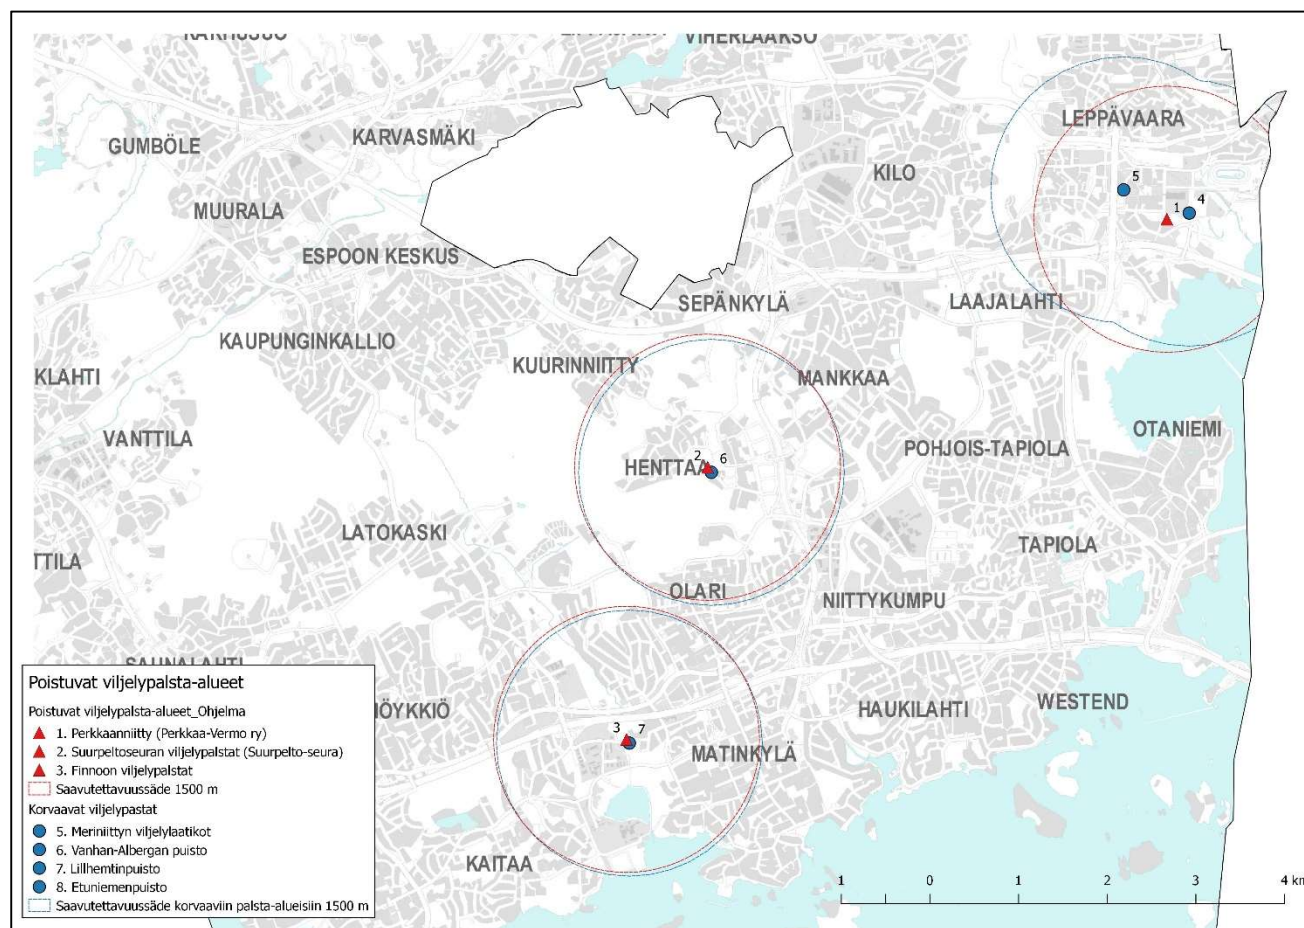 VIHERLAAKSO
LEPPÄVAARA
GUMBÖLE
KARVASMÄKI
KILO
5
MUURALA
1
4
ESPOON KESKUS
SEPÄNKYLÄ
LAAJALAHTI
KAUPUNGINKALLIO
KUURINNIITTY
KLAHTI
MANKKAA
VANTTILA
OTANIEMI
POHJOIS-TAPIOLA
HENTTAA
2
6
LATOKASKI
TTILA
TAPIOLA
OLARI
NIITTYKUMPU
SAUNALAHTI
ÖYKKIÖ
HAUKILAHTI
WESTEND
3
7
MATINKYLÄ
KAITAA
Poistuvat viljelypalsta-alueet
Poistuvat viljelypalsta-alueet_Ohjelma
1. Perkkaanniitty (Perkkaa-Vermo ry)
2. Suurpeltoseuran viljelypalstat (Suurpelto-seura)
3. Finnoon viljelypalstat
Saavutettavuussäde 1500 m
Korvaavat viljelypastat
5. Meriniittyn viljelylaatikot
6. Vanhan-Albergan puisto
7. Lillhemtinpuisto
8. Etuniemenpuisto
Saavutettavuussäde korvaaviin palsta-alueisiin 1500 m
1 0 1 2 3 4 km